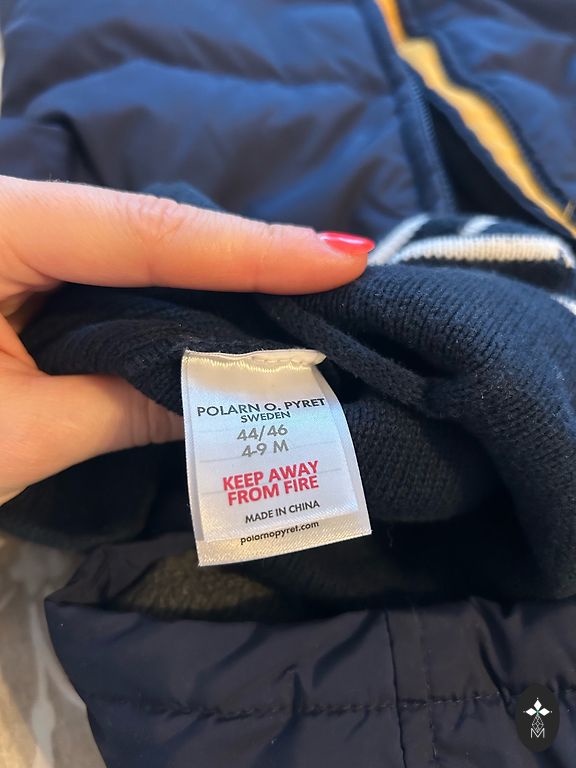 POLARN O. PYRET
SWEDEN
44/46
4-9 M
KEEP AWAY
FROM FIRE
MADE IN CHINA
polarnopyret.com
M